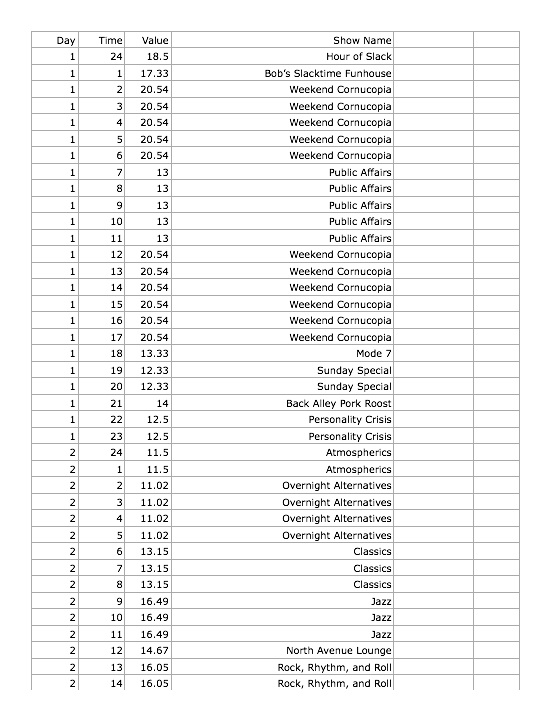 Day Time Value Show Name
1 24 18.5 Hour of Slack
1 1 17.33 Bob's Slacktime Funhouse
1 2 20.54 Weekend Cornucopia
1 3 20.54 Weekend Cornucopia
1 4 20.54 Weekend Cornucopia
1 5 20.54 Weekend Cornucopia
1 6 20.54 Weekend Cornucopia
1 7 13 Public Affairs
1 8 13 Public Affairs
1 9 13 Public Affairs
1 10 13 Public Affairs
1 11 13 Public Affairs
1 12 20.54 Weekend Cornucopia
1 13 20.54 Weekend Cornucopia
1 14 20.54 Weekend Cornucopia
1 15 20.54 Weekend Cornucopia
1 16 20.54 Weekend Cornucopia
1 17 20.54 Weekend Cornucopia
1 18 13.33 Mode 7
1 19 12.33 Sunday Special
1 20 12.33 Sunday Special
1 21 14 Back Alley Pork Roost
1 22 12.5 Personality Crisis
1 23 12.5 Personality Crisis
2 24 11.5 Atmospherics
2 1 11.5 Atmospherics
2 2 11.02 Overnight Alternatives
2 3 11.02 Overnight Alternatives
2 4 11.02 Overnight Alternatives
2 5 11.02 Overnight Alternatives
2 6 13.15 Classics
2 7 13.15 Classics
2 8 13.15 Classics
2 9 16.49 Jazz
2 10 16.49 Jazz
2 11 16.49 Jazz
2 12 14.67 North Avenue Lounge
2 13 16.05 Rock, Rhythm, and Roll
2 14 16.05 Rock, Rhythm, and Roll